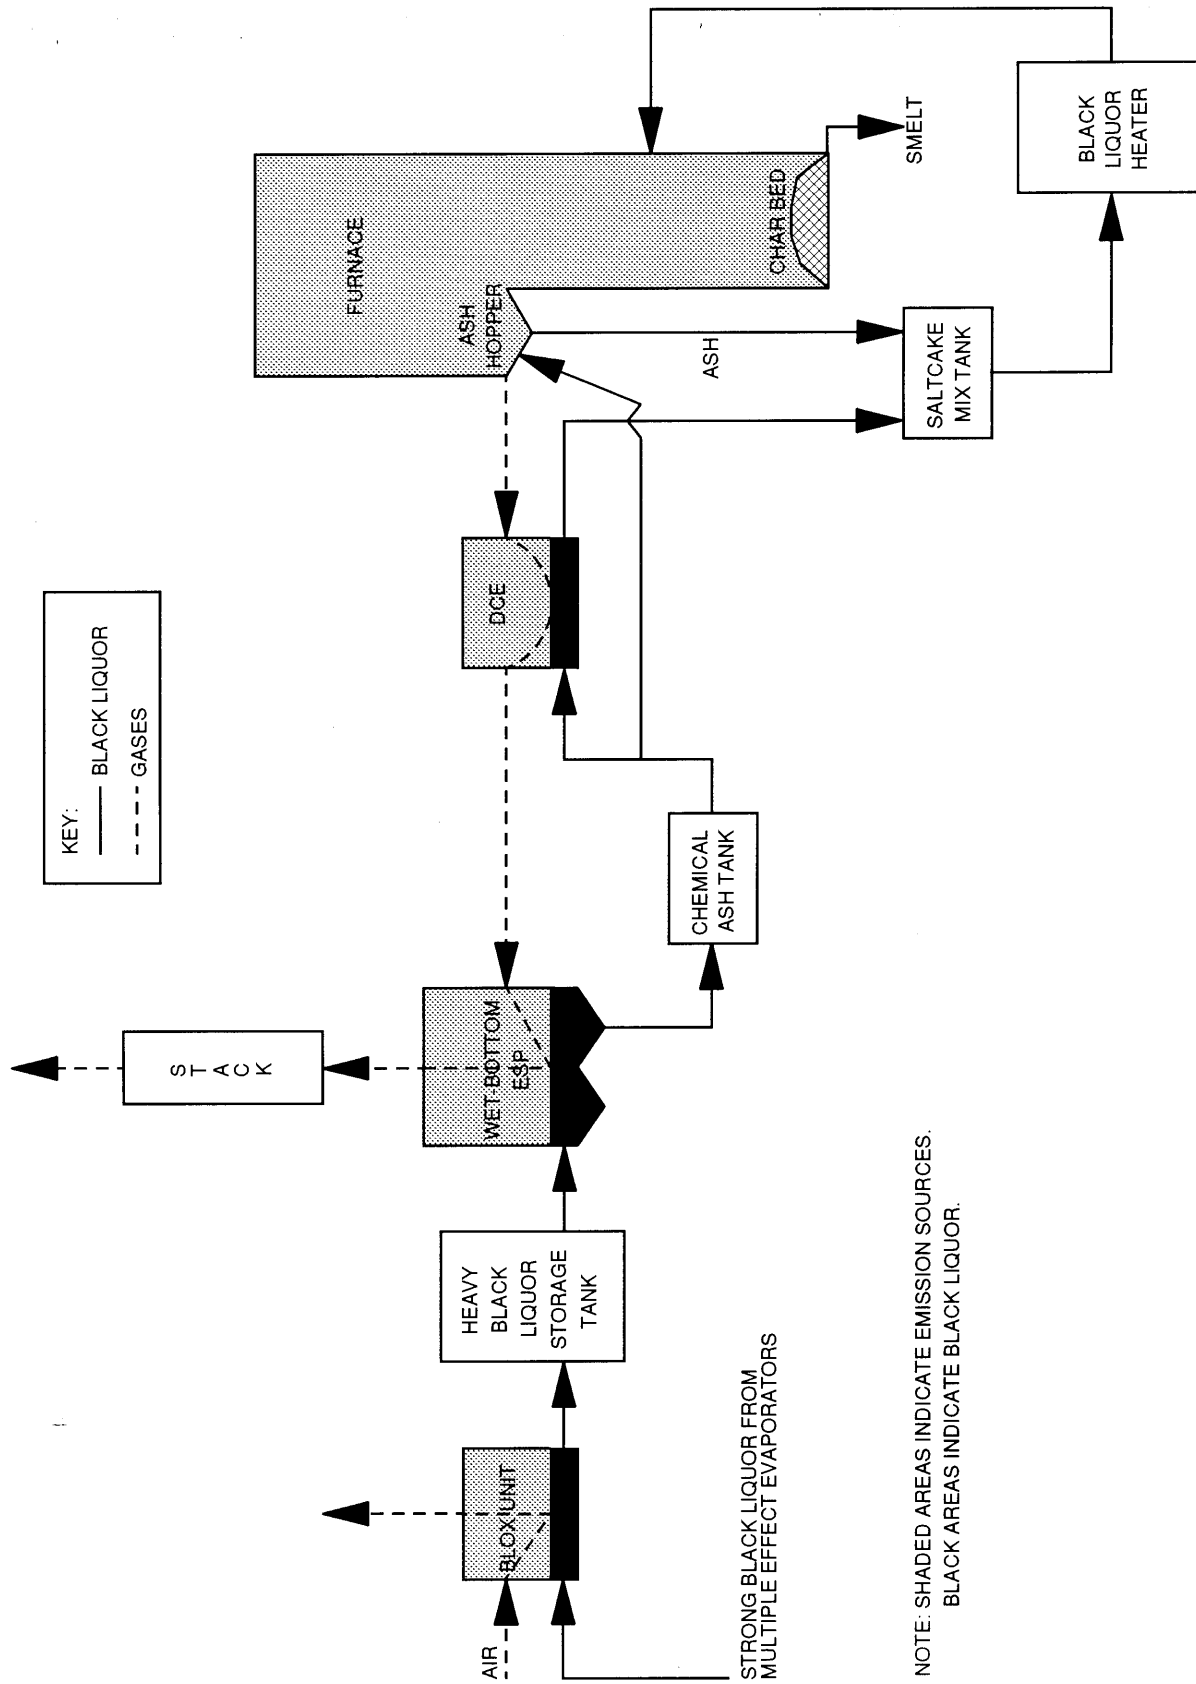 KEY:
BLACK LIQUOR
GASES
S
T
A
C
K
FURNACE
ASH
HOPPER
CHAR BED
SMELT
BLACK
LIQUOR
HEATER
ASH
SALTCAKE
MIX TANK
DCE
CHEMICAL
ASH TANK
WET-BOTTOM
ESP
HEAVY
BLACK
LIQUOR
STORAGE
TANK
BLOX UNIT
AIR
STRONG BLACK LIQUOR FROM
MULTIPLE EFFECT EVAPORATORS
NOTE: SHADED AREAS INDICATE EMISSION SOURCES.
BLACK AREAS INDICATE BLACK LIQUOR.